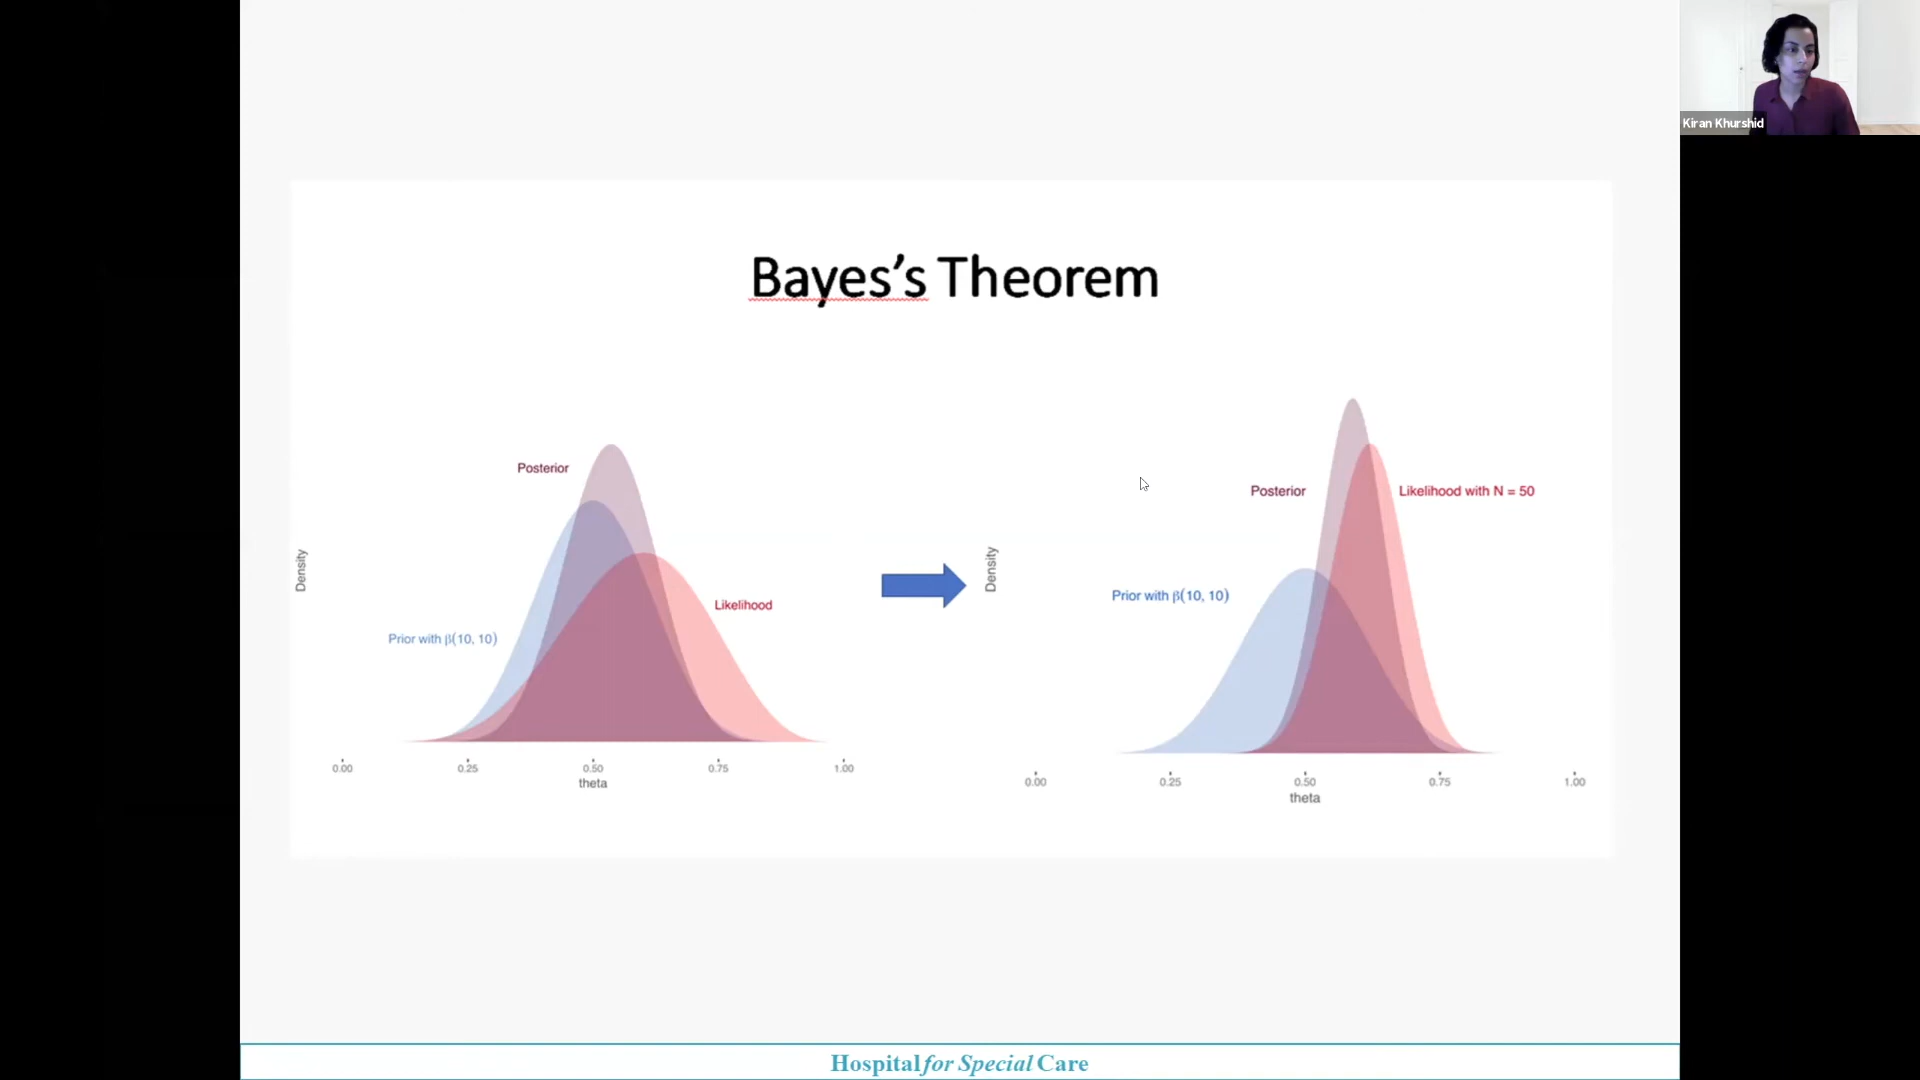 Kiran Khurshid
Bayes's Theorem
Posterior
Prior with β(10, 10)
Likelihood
Density
0.00 0.25 0.50 0.75 1.00
theta
Posterior
Likelihood with N = 50
Prior with β(10, 10)
Density
0.00 0.25 0.50 0.75 1.00
theta
Hospital for Special Care